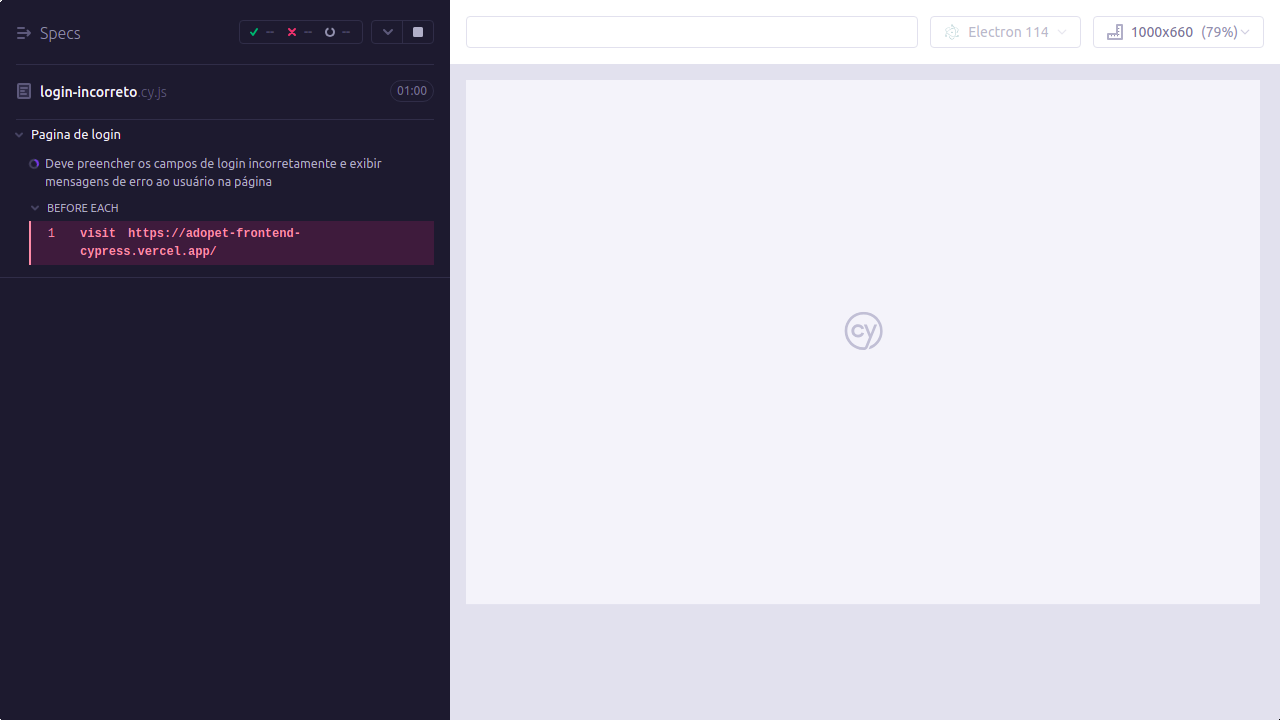 Specs
-- -- --
Electron 114
1000x660 (79%)
login-incorreto.cy.js
01:00
Pagina de login
Deve preencher os campos de login incorretamente e exibir
mensagens de erro ao usuário na página
BEFORE EACH
1 visit https://adopet-frontend-
cypress.vercel.app/
cy